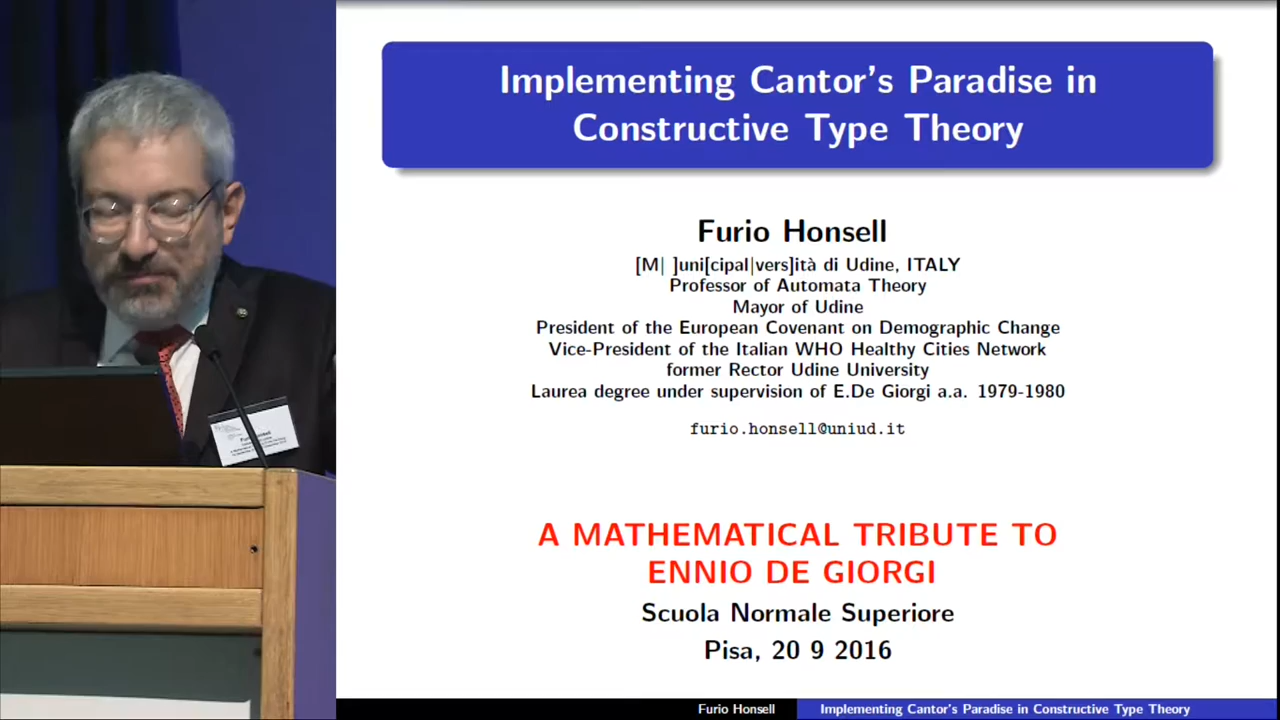 Implementing Cantor's Paradise in
Constructive Type Theory
Furio Honsell
[M| ]uni[cipal|vers]ità di Udine, ITALY
Professor of Automata Theory
Mayor of Udine
President of the European Covenant on Demographic Change
Vice-President of the Italian WHO Healthy Cities Network
former Rector Udine University
Laurea degree under supervision of E.De Giorgi a.a. 1979-1980
furio.honsell@uniud.it
A MATHEMATICAL TRIBUTE TO
ENNIO DE GIORGI
Scuola Normale Superiore
Pisa, 20 9 2016
Furio Honsell Implementing Cantor's Paradise in Constructive Type Theory